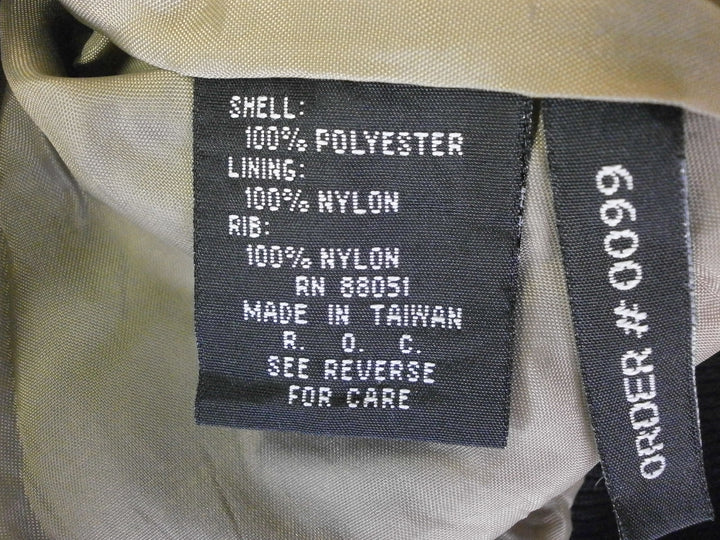 SHELL:
100% POLYESTER
LINING:
100% NYLON
RIB:
100% NYLON
RN 88051
MADE IN TAIWAN
R. O. C.
SEE REVERSE
FOR CARE
ORDER # 0099